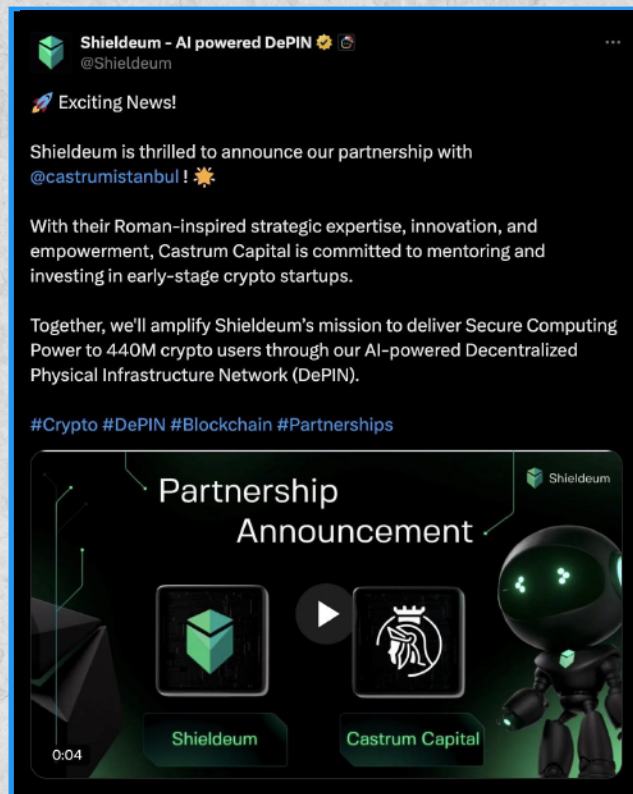 Shieldeum - AI powered DePIN
@Shieldeum
🚀 Exciting News!
Shieldeum is thrilled to announce our partnership with
@castrumistanbul ! 🌟
With their Roman-inspired strategic expertise, innovation, and
empowerment, Castrum Capital is committed to mentoring and
investing in early-stage crypto startups.
Together, we'll amplify Shieldeum’s mission to deliver Secure Computing
Power to 440M crypto users through our AI-powered Decentralized
Physical Infrastructure Network (DePIN).
#Crypto #DePIN #Blockchain #Partnerships
Shieldeum
Partnership
Announcement
Shieldeum
Castrum Capital
0:04